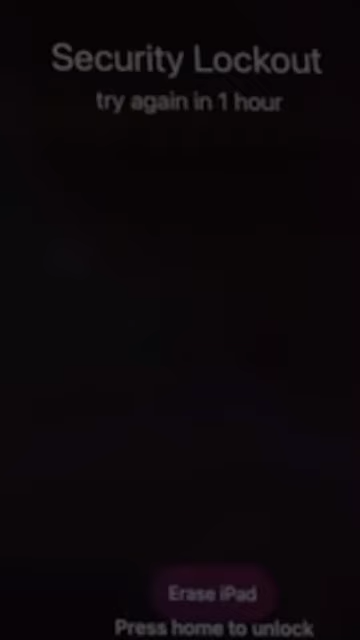 Security Lockout
try again in 1 hour
Erase iPad
Press home to unlock